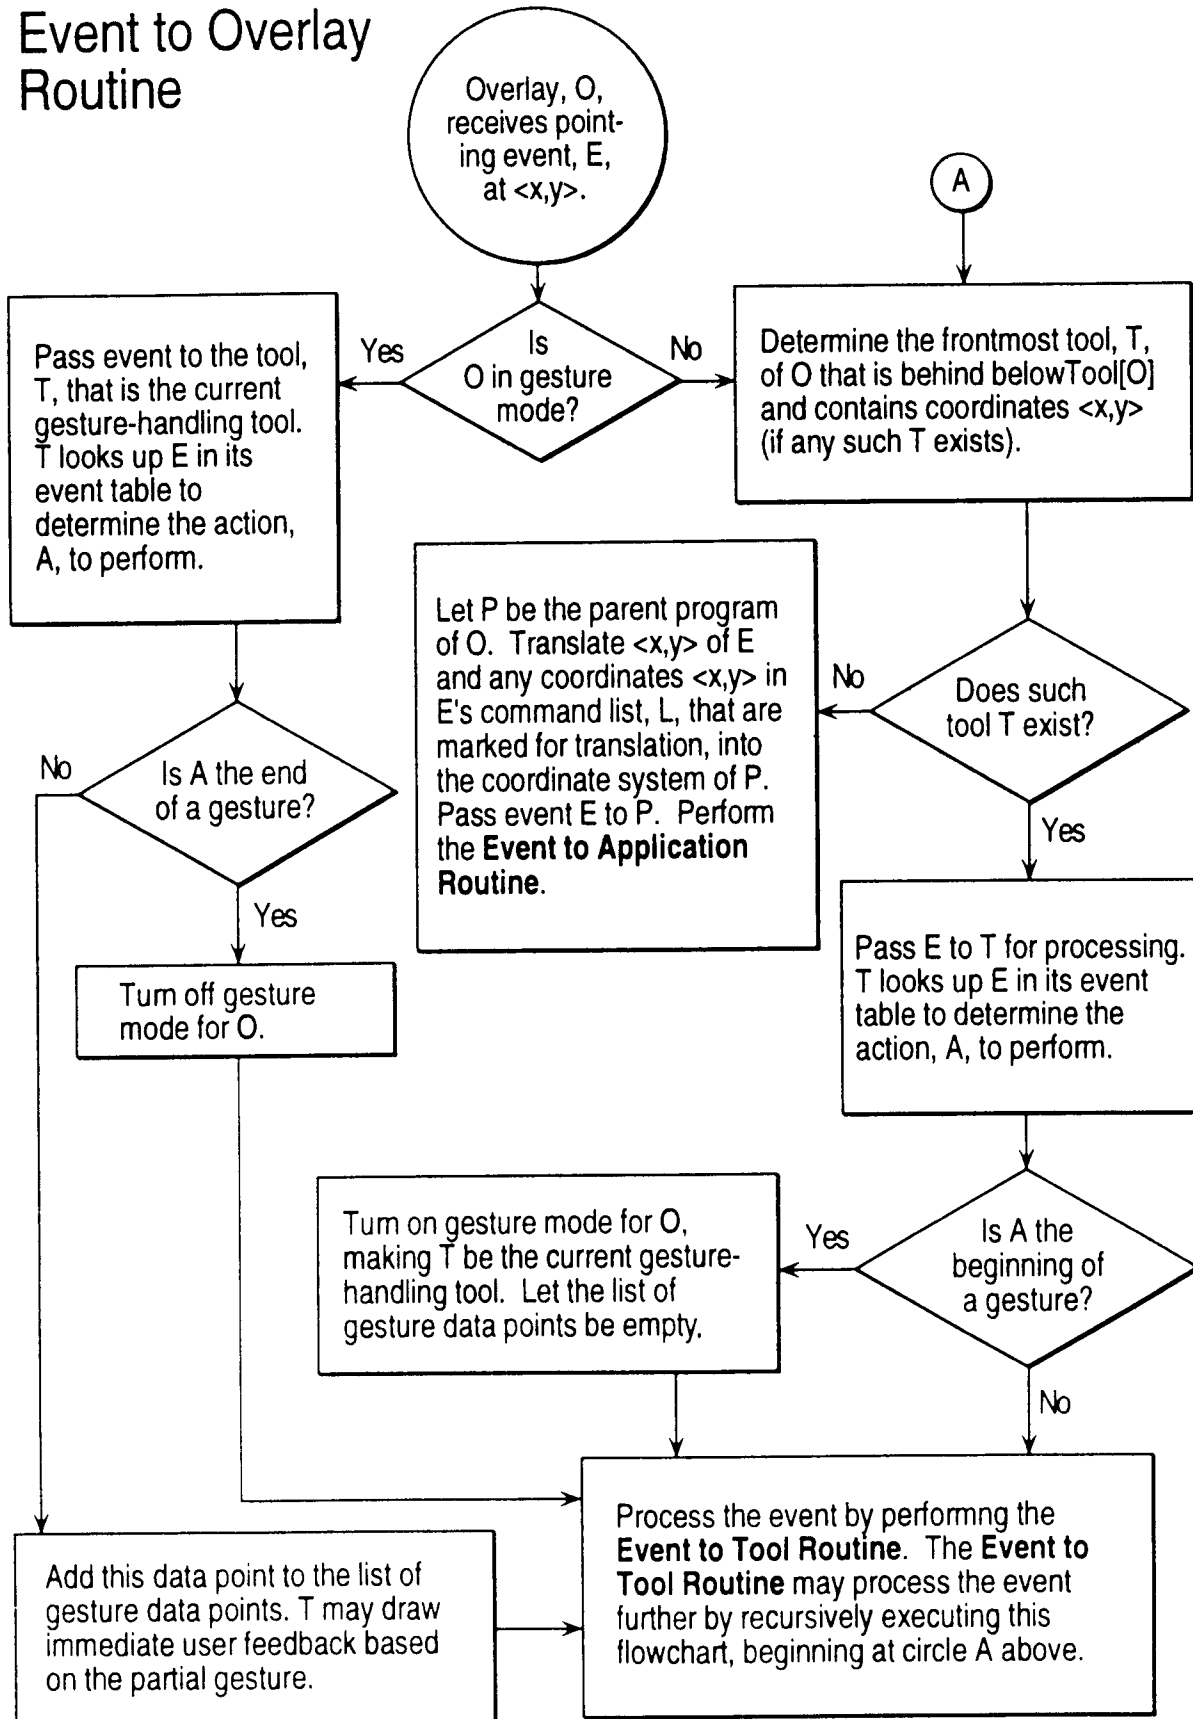 Event to Overlay
Routine
Overlay, O,
receives point-
ing event, E,
at <x,y>.
A
Is
O in gesture
mode?
Yes
No
Pass event to the tool,
T, that is the current
gesture-handling tool.
T looks up E in its
event table to
determine the action,
A, to perform.
Determine the frontmost tool, T,
of O that is behind belowTool[O]
and contains coordinates <x,y>
(if any such T exists).
Let P be the parent program
of O. Translate <x,y> of E
and any coordinates <x,y> in
E's command list, L, that are
marked for translation, into
the coordinate system of P.
Pass event E to P. Perform
the Event to Application
Routine.
No
Does such
tool T exist?
Yes
No
Is A the end
of a gesture?
Yes
Turn off gesture
mode for O.
Pass E to T for processing.
T looks up E in its event
table to determine the
action, A, to perform.
Turn on gesture mode for O,
making T be the current gesture-
handling tool. Let the list of
gesture data points be empty.
Yes
Is A the
beginning of
a gesture?
No
Add this data point to the list of
gesture data points. T may draw
immediate user feedback based
on the partial gesture.
Process the event by performng the
Event to Tool Routine. The Event to
Tool Routine may process the event
further by recursively executing this
flowchart, beginning at circle A above.